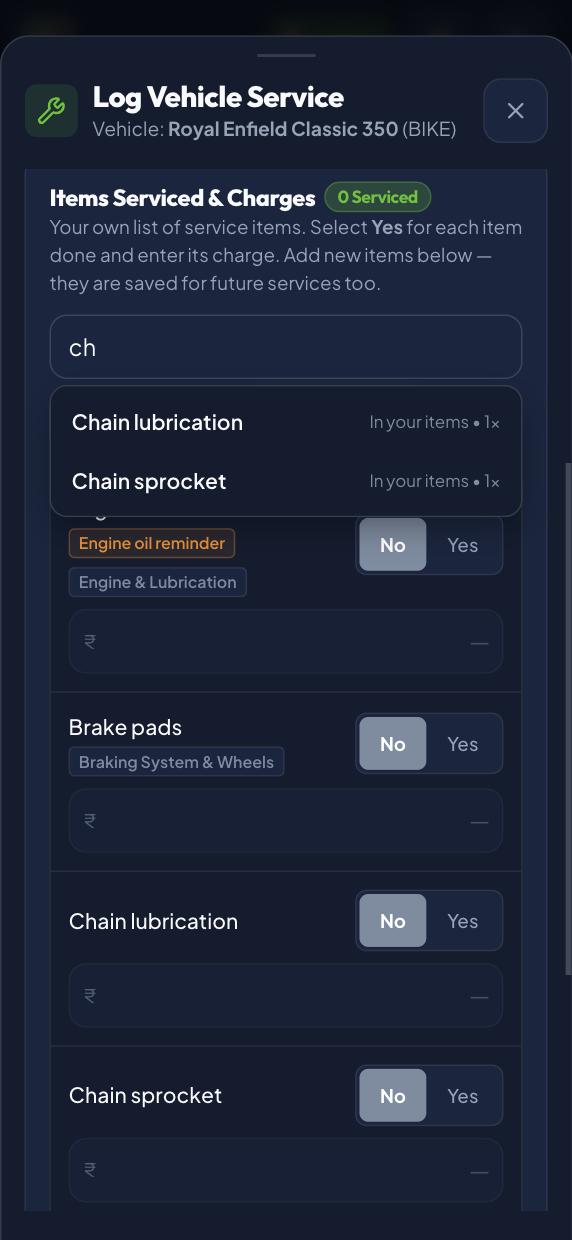 Log Vehicle Service
Vehicle: Royal Enfield Classic 350 (BIKE)
Items Serviced & Charges 0 Serviced
Your own list of service items. Select Yes for each item
done and enter its charge. Add new items below —
they are saved for future services too.
ch
Chain lubrication In your items • 1×
Chain sprocket In your items • 1×
Engine oil reminder No Yes
Engine & Lubrication
₹ —
Brake pads No Yes
Braking System & Wheels
₹ —
Chain lubrication No Yes
₹ —
Chain sprocket No Yes
₹ —